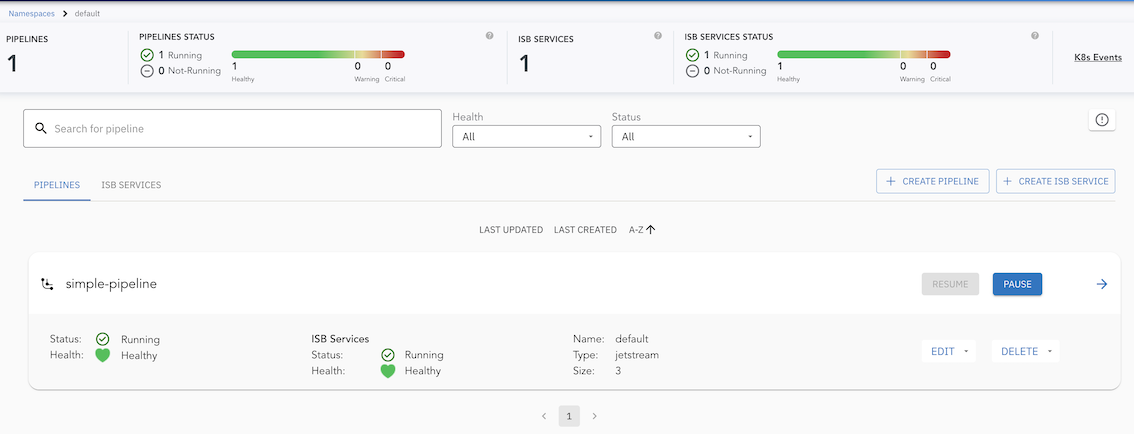 Namespaces > default
PIPELINES
1
PIPELINES STATUS
1 Running
0 Not-Running
1 0 0
Healthy Warning Critical
ISB SERVICES
1
ISB SERVICES STATUS
1 Running
0 Not-Running
1 0 0
Healthy Warning Critical
K8s Events
Search for pipeline
Health
All
Status
All
PIPELINES ISB SERVICES
+ CREATE PIPELINE + CREATE ISB SERVICE
LAST UPDATED LAST CREATED A-Z
simple-pipeline
RESUME PAUSE
Status: Running
Health: Healthy
ISB Services
Status: Running
Health: Healthy
Name: default
Type: jetstream
Size: 3
EDIT DELETE
1